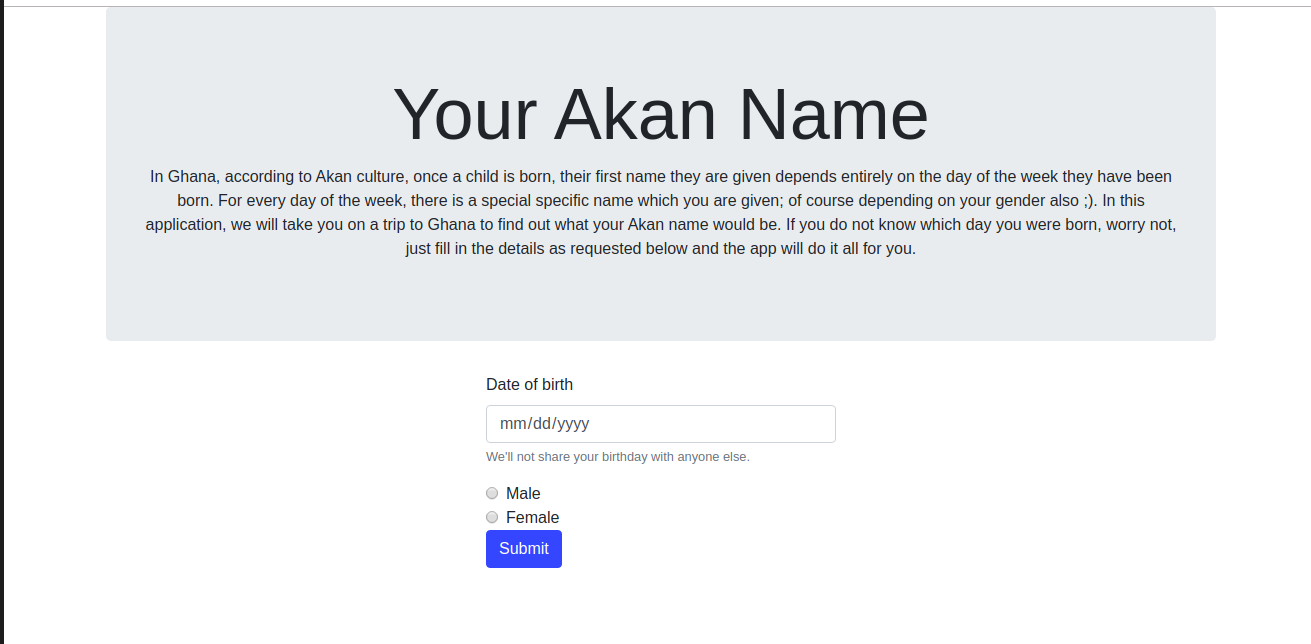 Your Akan Name
In Ghana, according to Akan culture, once a child is born, their first name they are given depends entirely on the day of the week they have been
born. For every day of the week, there is a special specific name which you are given; of course depending on your gender also ;). In this
application, we will take you on a trip to Ghana to find out what your Akan name would be. If you do not know which day you were born, worry not,
just fill in the details as requested below and the app will do it all for you.
Date of birth
mm/dd/yyyy
We'll not share your birthday with anyone else.
Male
Female
Submit